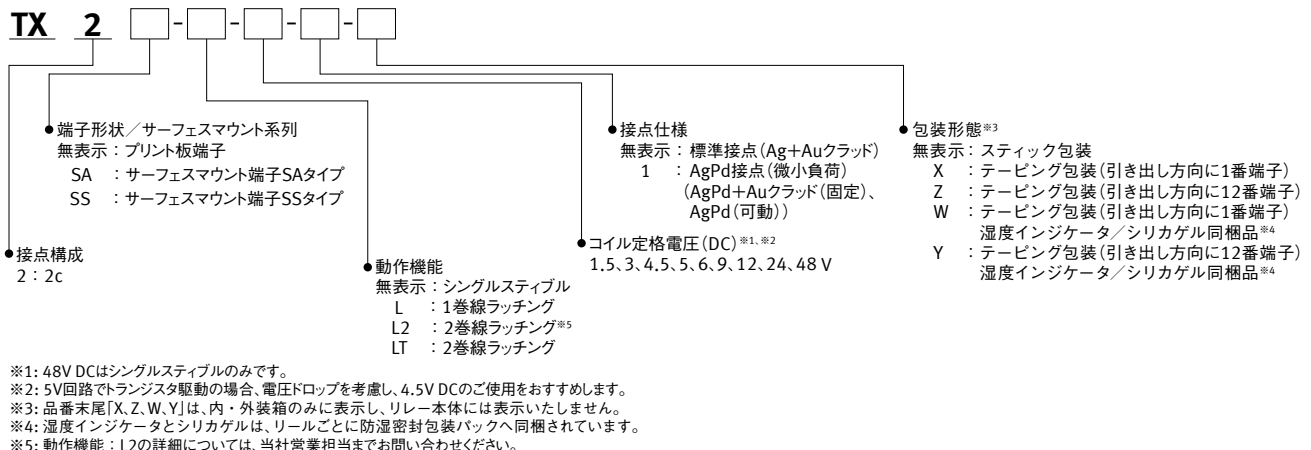 TX 2 - - - -
端子形状／サーフェスマウント系列
無表示：プリント板端子
SA ：サーフェスマウント端子SAタイプ
SS ：サーフェスマウント端子SSタイプ
接点構成
2：2c
動作機能
無表示：シングルスティブル
L ：1巻線ラッチング
L2 ：2巻線ラッチング※5
LT ：2巻線ラッチング
接点仕様
無表示：標準接点（Ag+Auクラッド）
1 ：AgPd接点（微小負荷）
（AgPd+Auクラッド（固定）、
AgPd（可動））
コイル定格電圧（DC）※1、※2
1.5、3、4.5、5、6、9、12、24、48 V
包装形態※3
無表示：スティック包装
X ：テーピング包装（引き出し方向に1番端子）
Z ：テーピング包装（引き出し方向に12番端子）
W ：テーピング包装（引き出し方向に1番端子）
湿度インジケータ／シリカゲル同梱品※4
Y ：テーピング包装（引き出し方向に12番端子）
湿度インジケータ／シリカゲル同梱品※4
※1: 48V DCはシングルスティブルのみです。
※2: 5V回路でトランジスタ駆動の場合、電圧ドロップを考慮し、4.5V DCのご使用をおすすめします。
※3: 品番末尾「X、Z、W、Y」は、内・外装箱のみに表示し、リレー本体には表示いたしません。
※4: 湿度インジケータとシリカゲルは、リールごとに防湿密封包装パックへ同梱されています。
※5: 動作機能：L2の詳細については、当社営業担当までお問い合わせください。